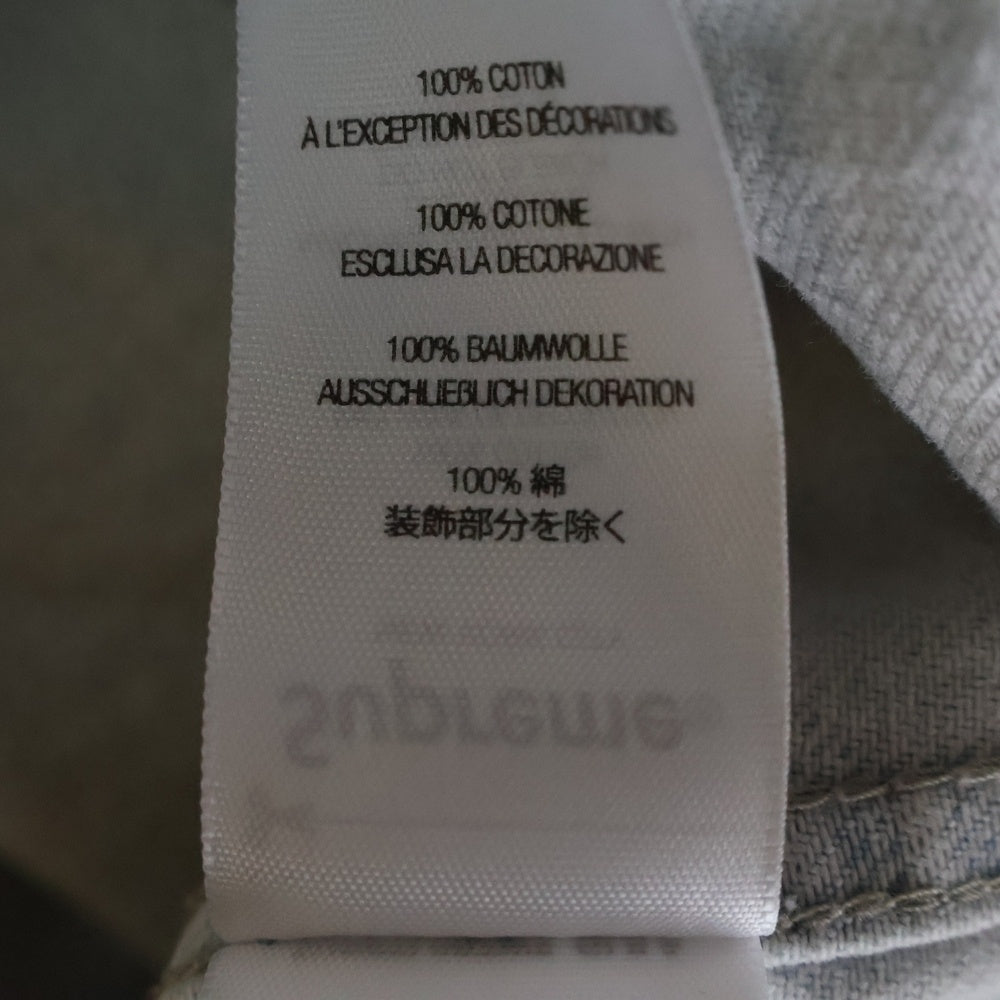 100% COTON
À L'EXCEPTION DES DÉCORATIONS
100% COTONE
ESCLUSA LA DECORAZIONE
100% BAUMWOLLE
AUSSCHLIEßLICH DEKORATION
100% 綿
装飾部分を除く
Supreme